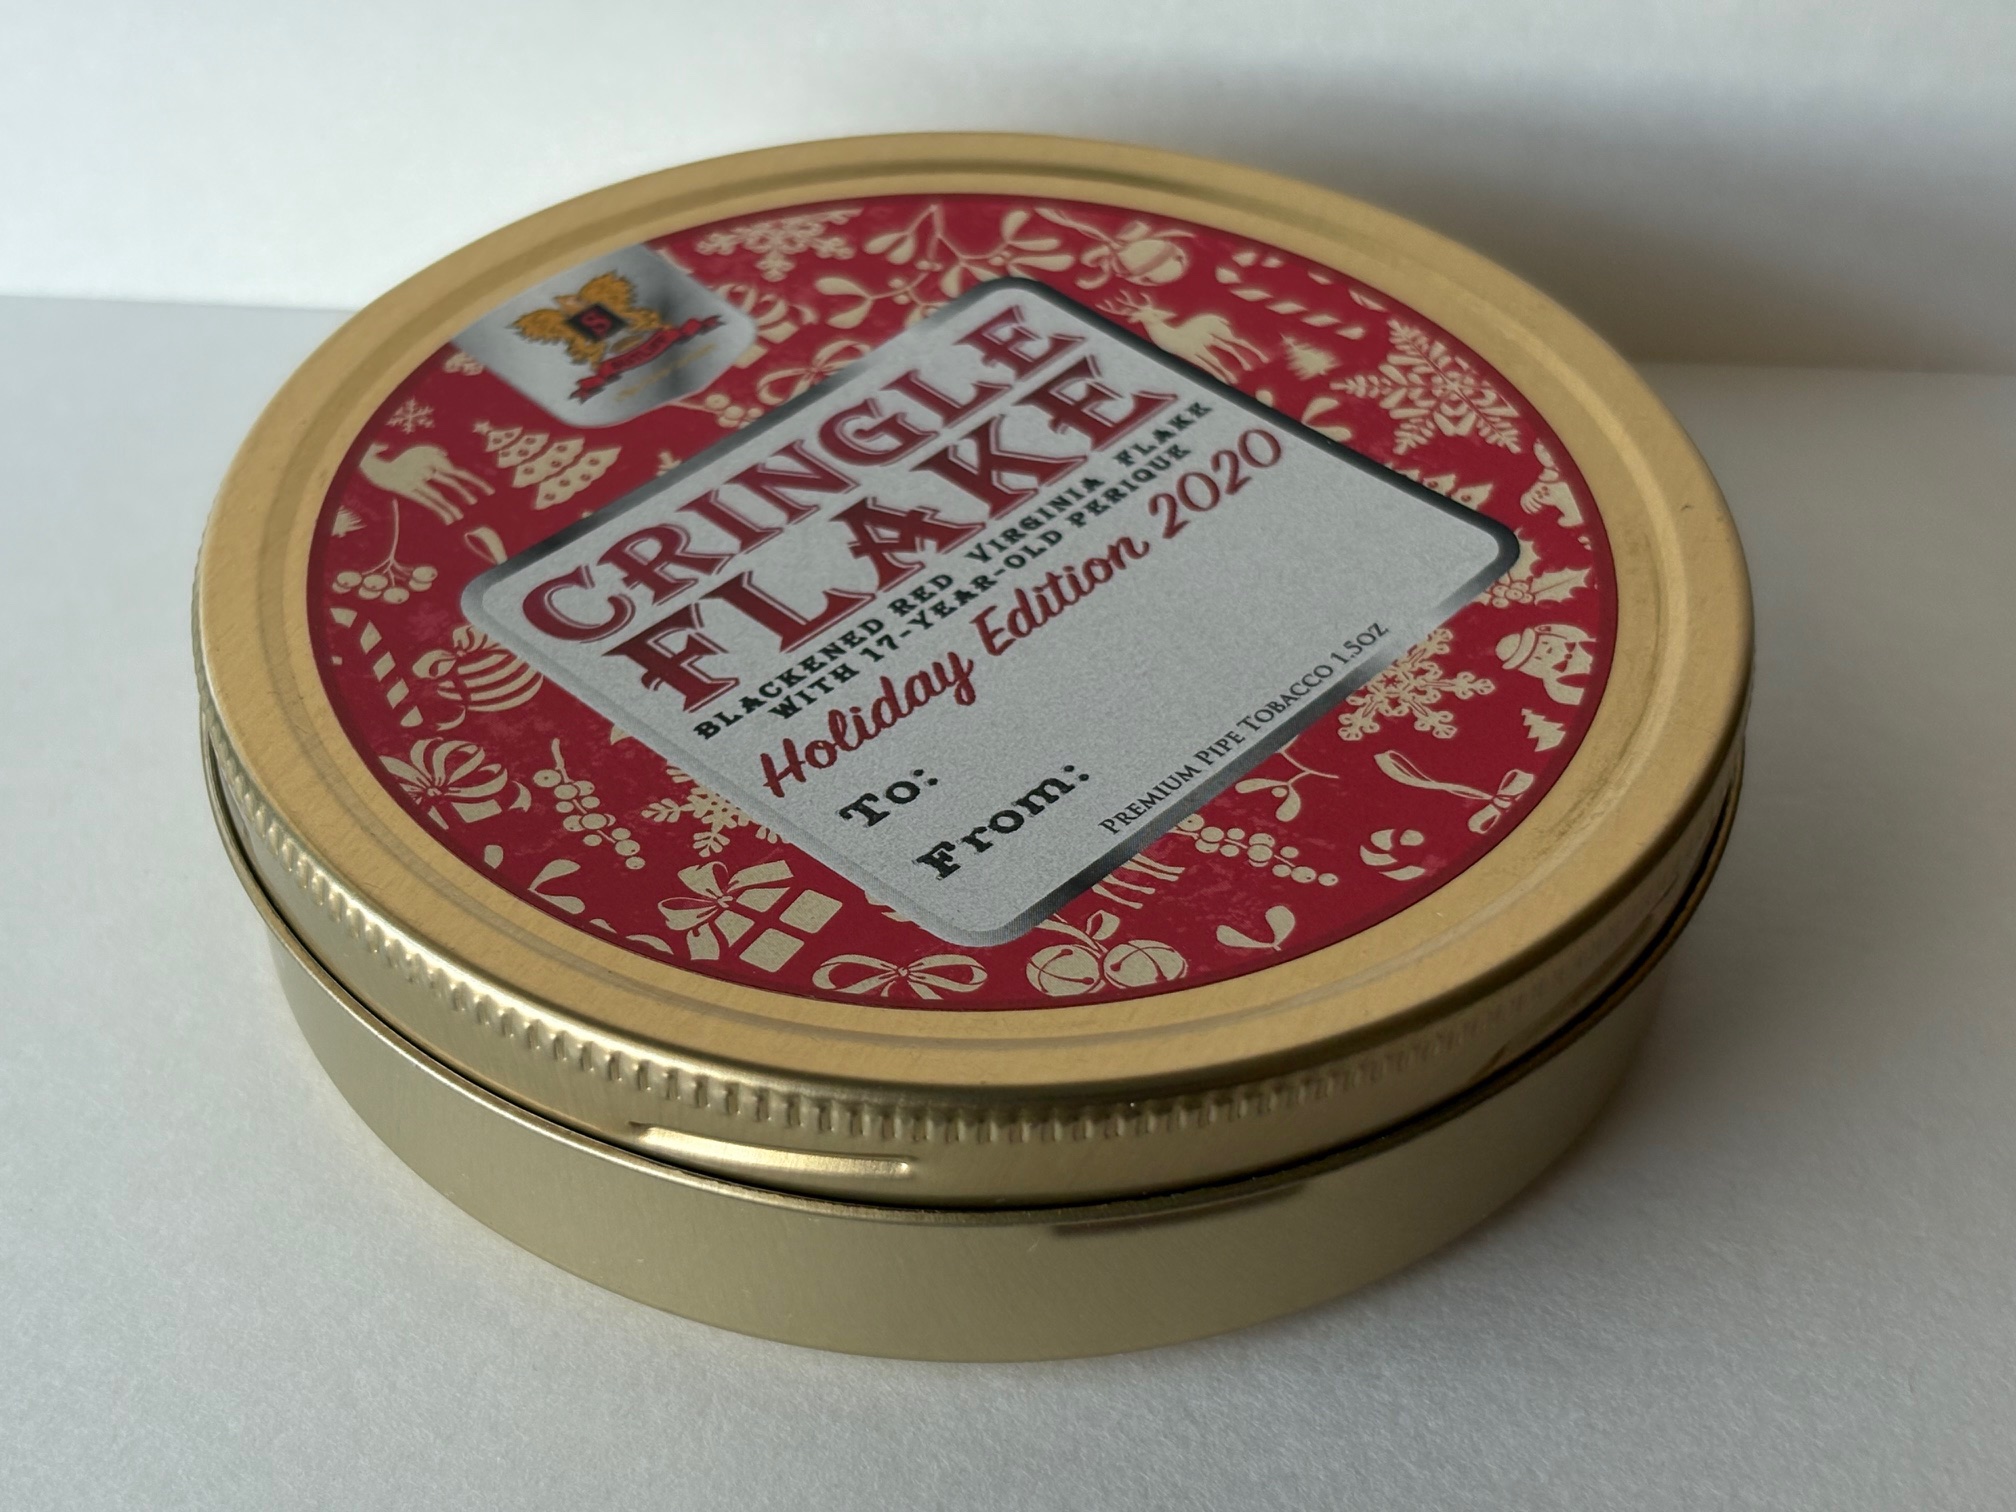 S
CRINGLE
FLAKE
BLACKENED RED VIRGINIA FLAKE
WITH 17-YEAR-OLD PERIQUE
Holiday Edition 2020
To:
From:
PREMIUM PIPE TOBACCO 1.5OZ